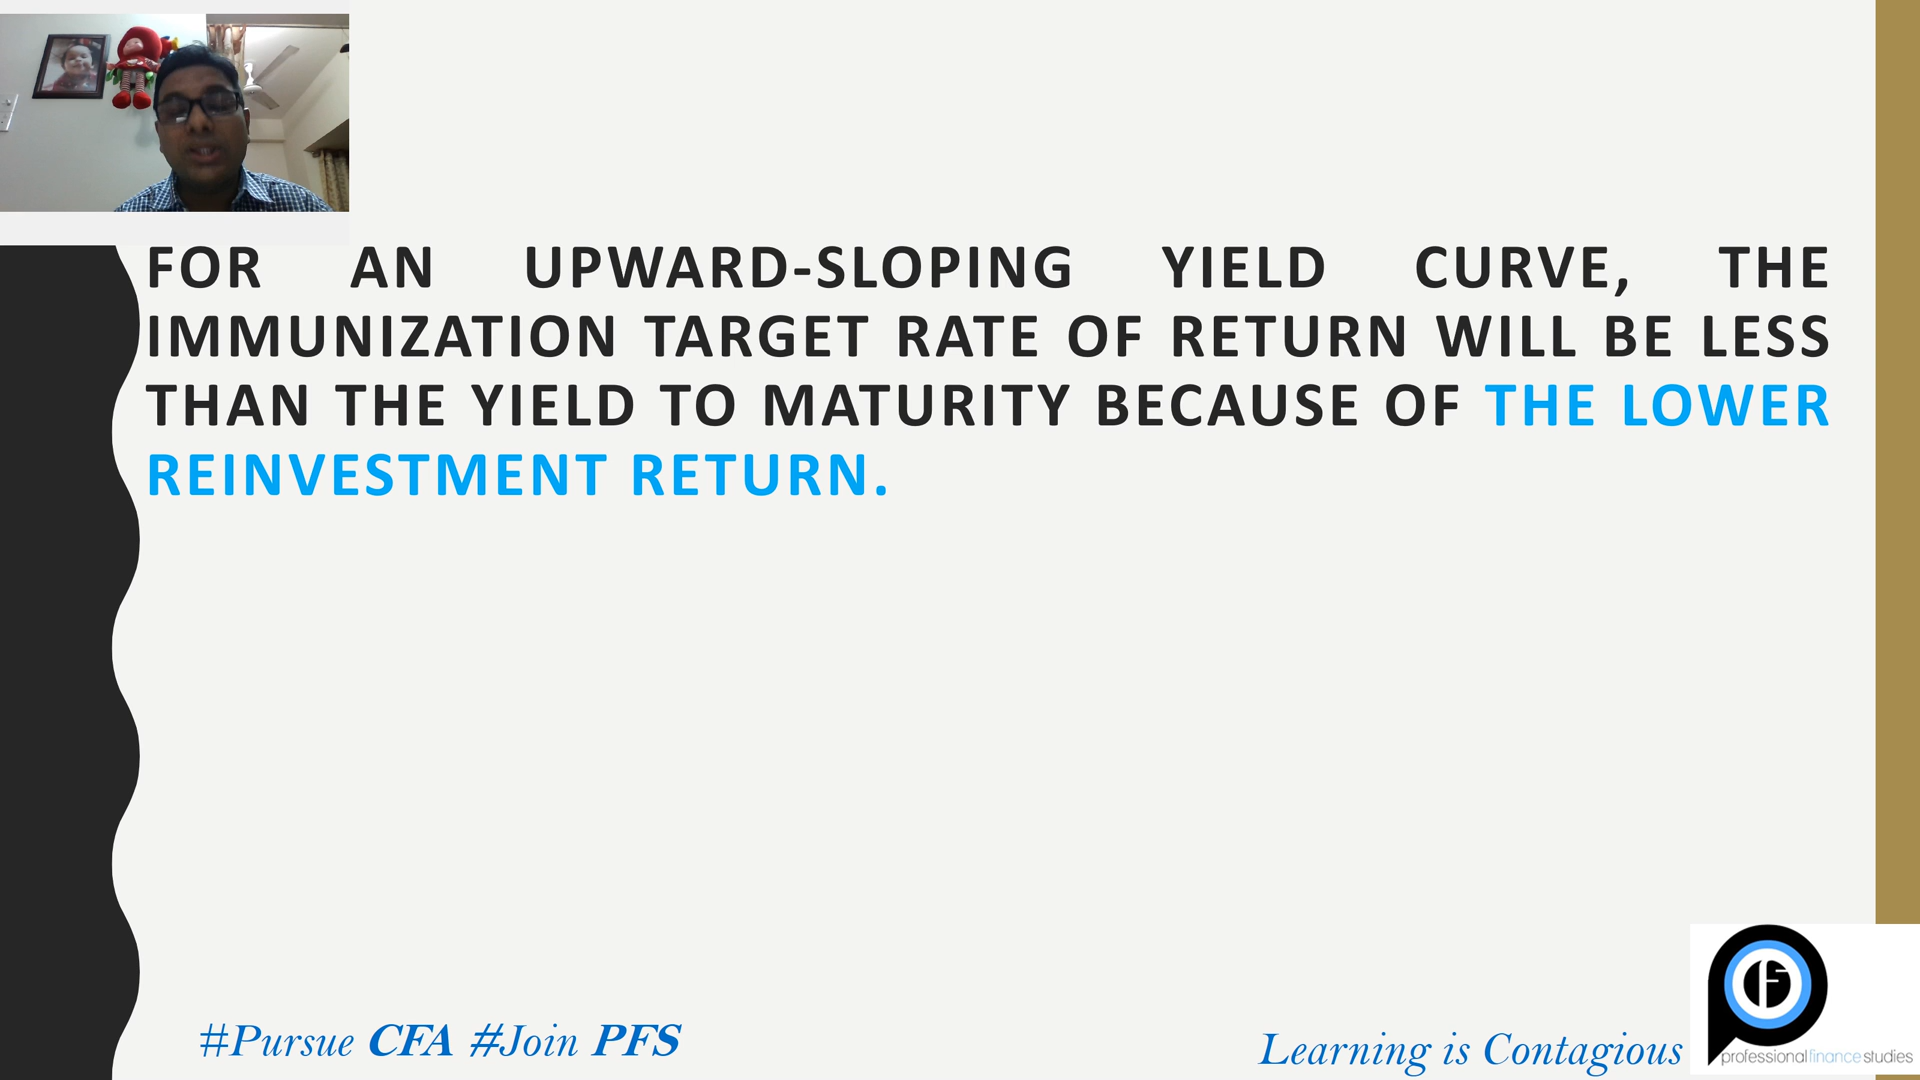 FOR AN UPWARD-SLOPING YIELD CURVE, THE
IMMUNIZATION TARGET RATE OF RETURN WILL BE LESS
THAN THE YIELD TO MATURITY BECAUSE OF THE LOWER
REINVESTMENT RETURN.
#Pursue CFA #Join PFS
Learning is Contagious
professionalfinancestudies